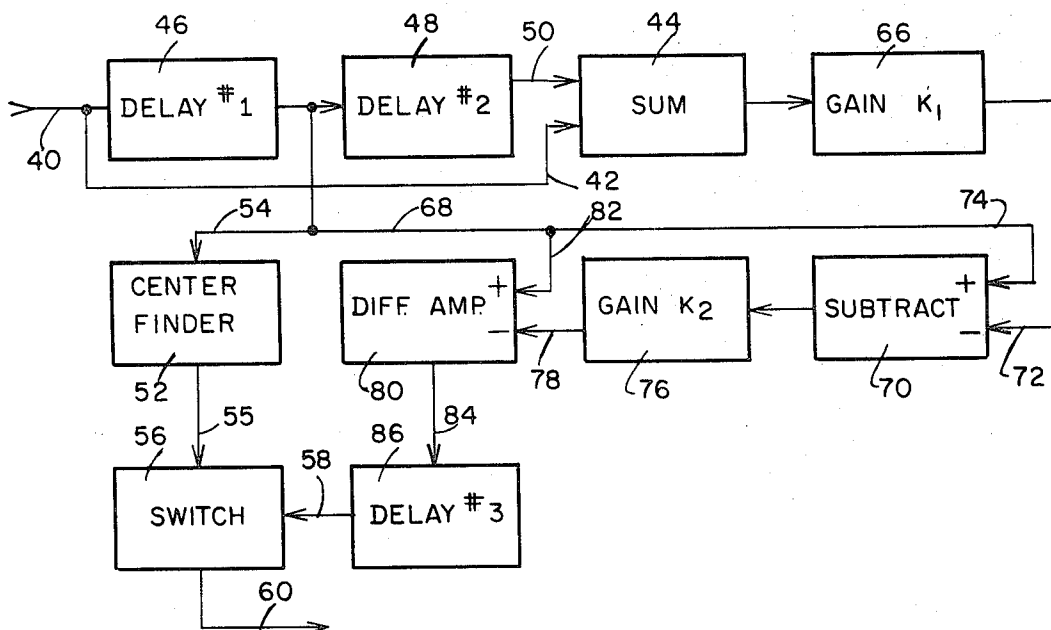 46
48
50
44
66
DELAY #1
DELAY #2
SUM
GAIN K1
40
42
54
68
82
74
CENTER
FINDER
DIFF. AMP.
+
−
GAIN K2
SUBTRACT
+
−
52
80
78
76
70
72
55
84
56
86
58
SWITCH
DELAY #3
60